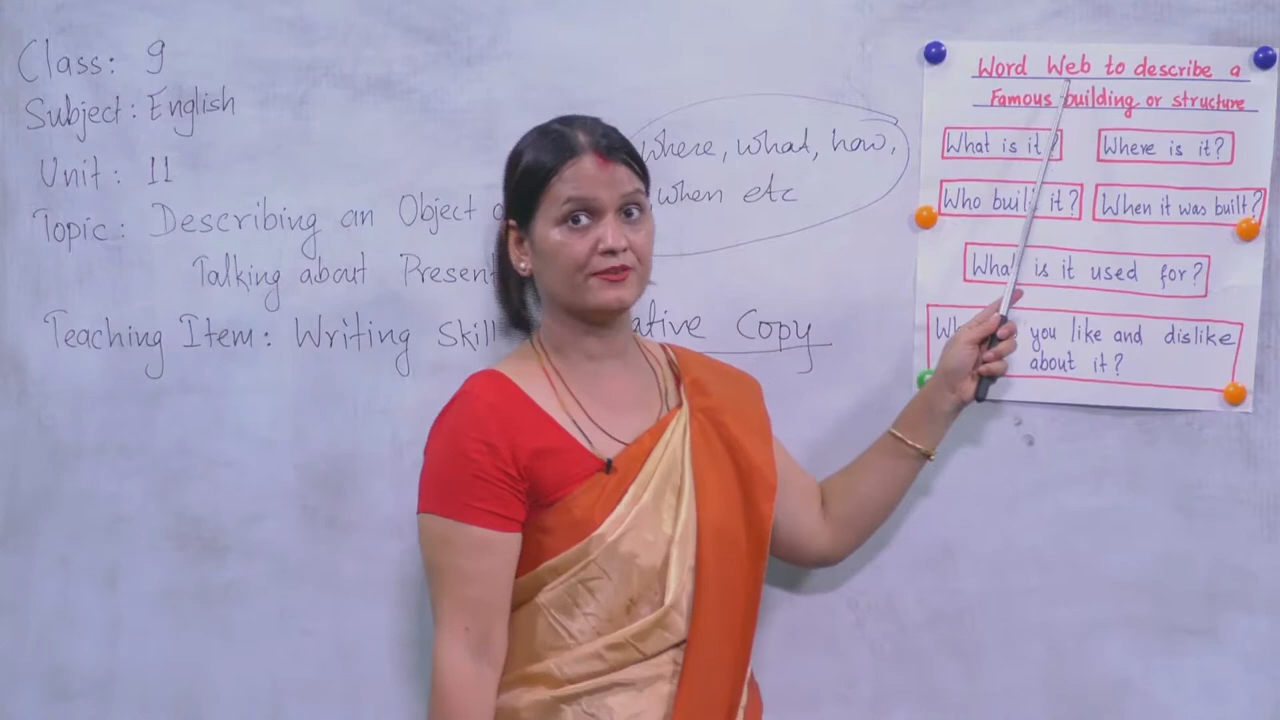 Class: 9
Subject: English
Unit: 11
Topic: Describing an Object
Talking about Present
Teaching Item: Writing Skill Copy
where, what, how,
when etc
Word Web to describe a
Famous building or structure
What is it?
Where is it?
Who built it?
When it was built?
What is it used for?
you like and dislike
about it?